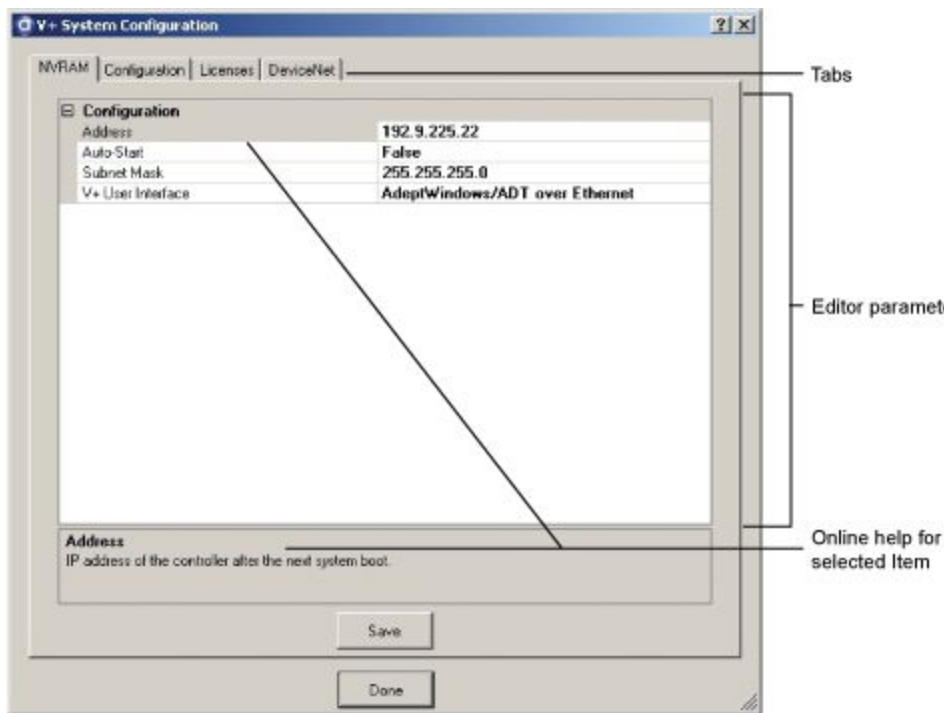 V+ System Configuration
NVRAM Configuration Licenses DeviceNet
Tabs
Configuration
Address 192.9.225.22
Auto-Start False
Subnet Mask 255.255.255.0
V+ User Interface AdeptWindows/ADT over Ethernet
Editor paramet
Address
IP address of the controller after the next system boot.
Online help for
selected Item
Save
Done